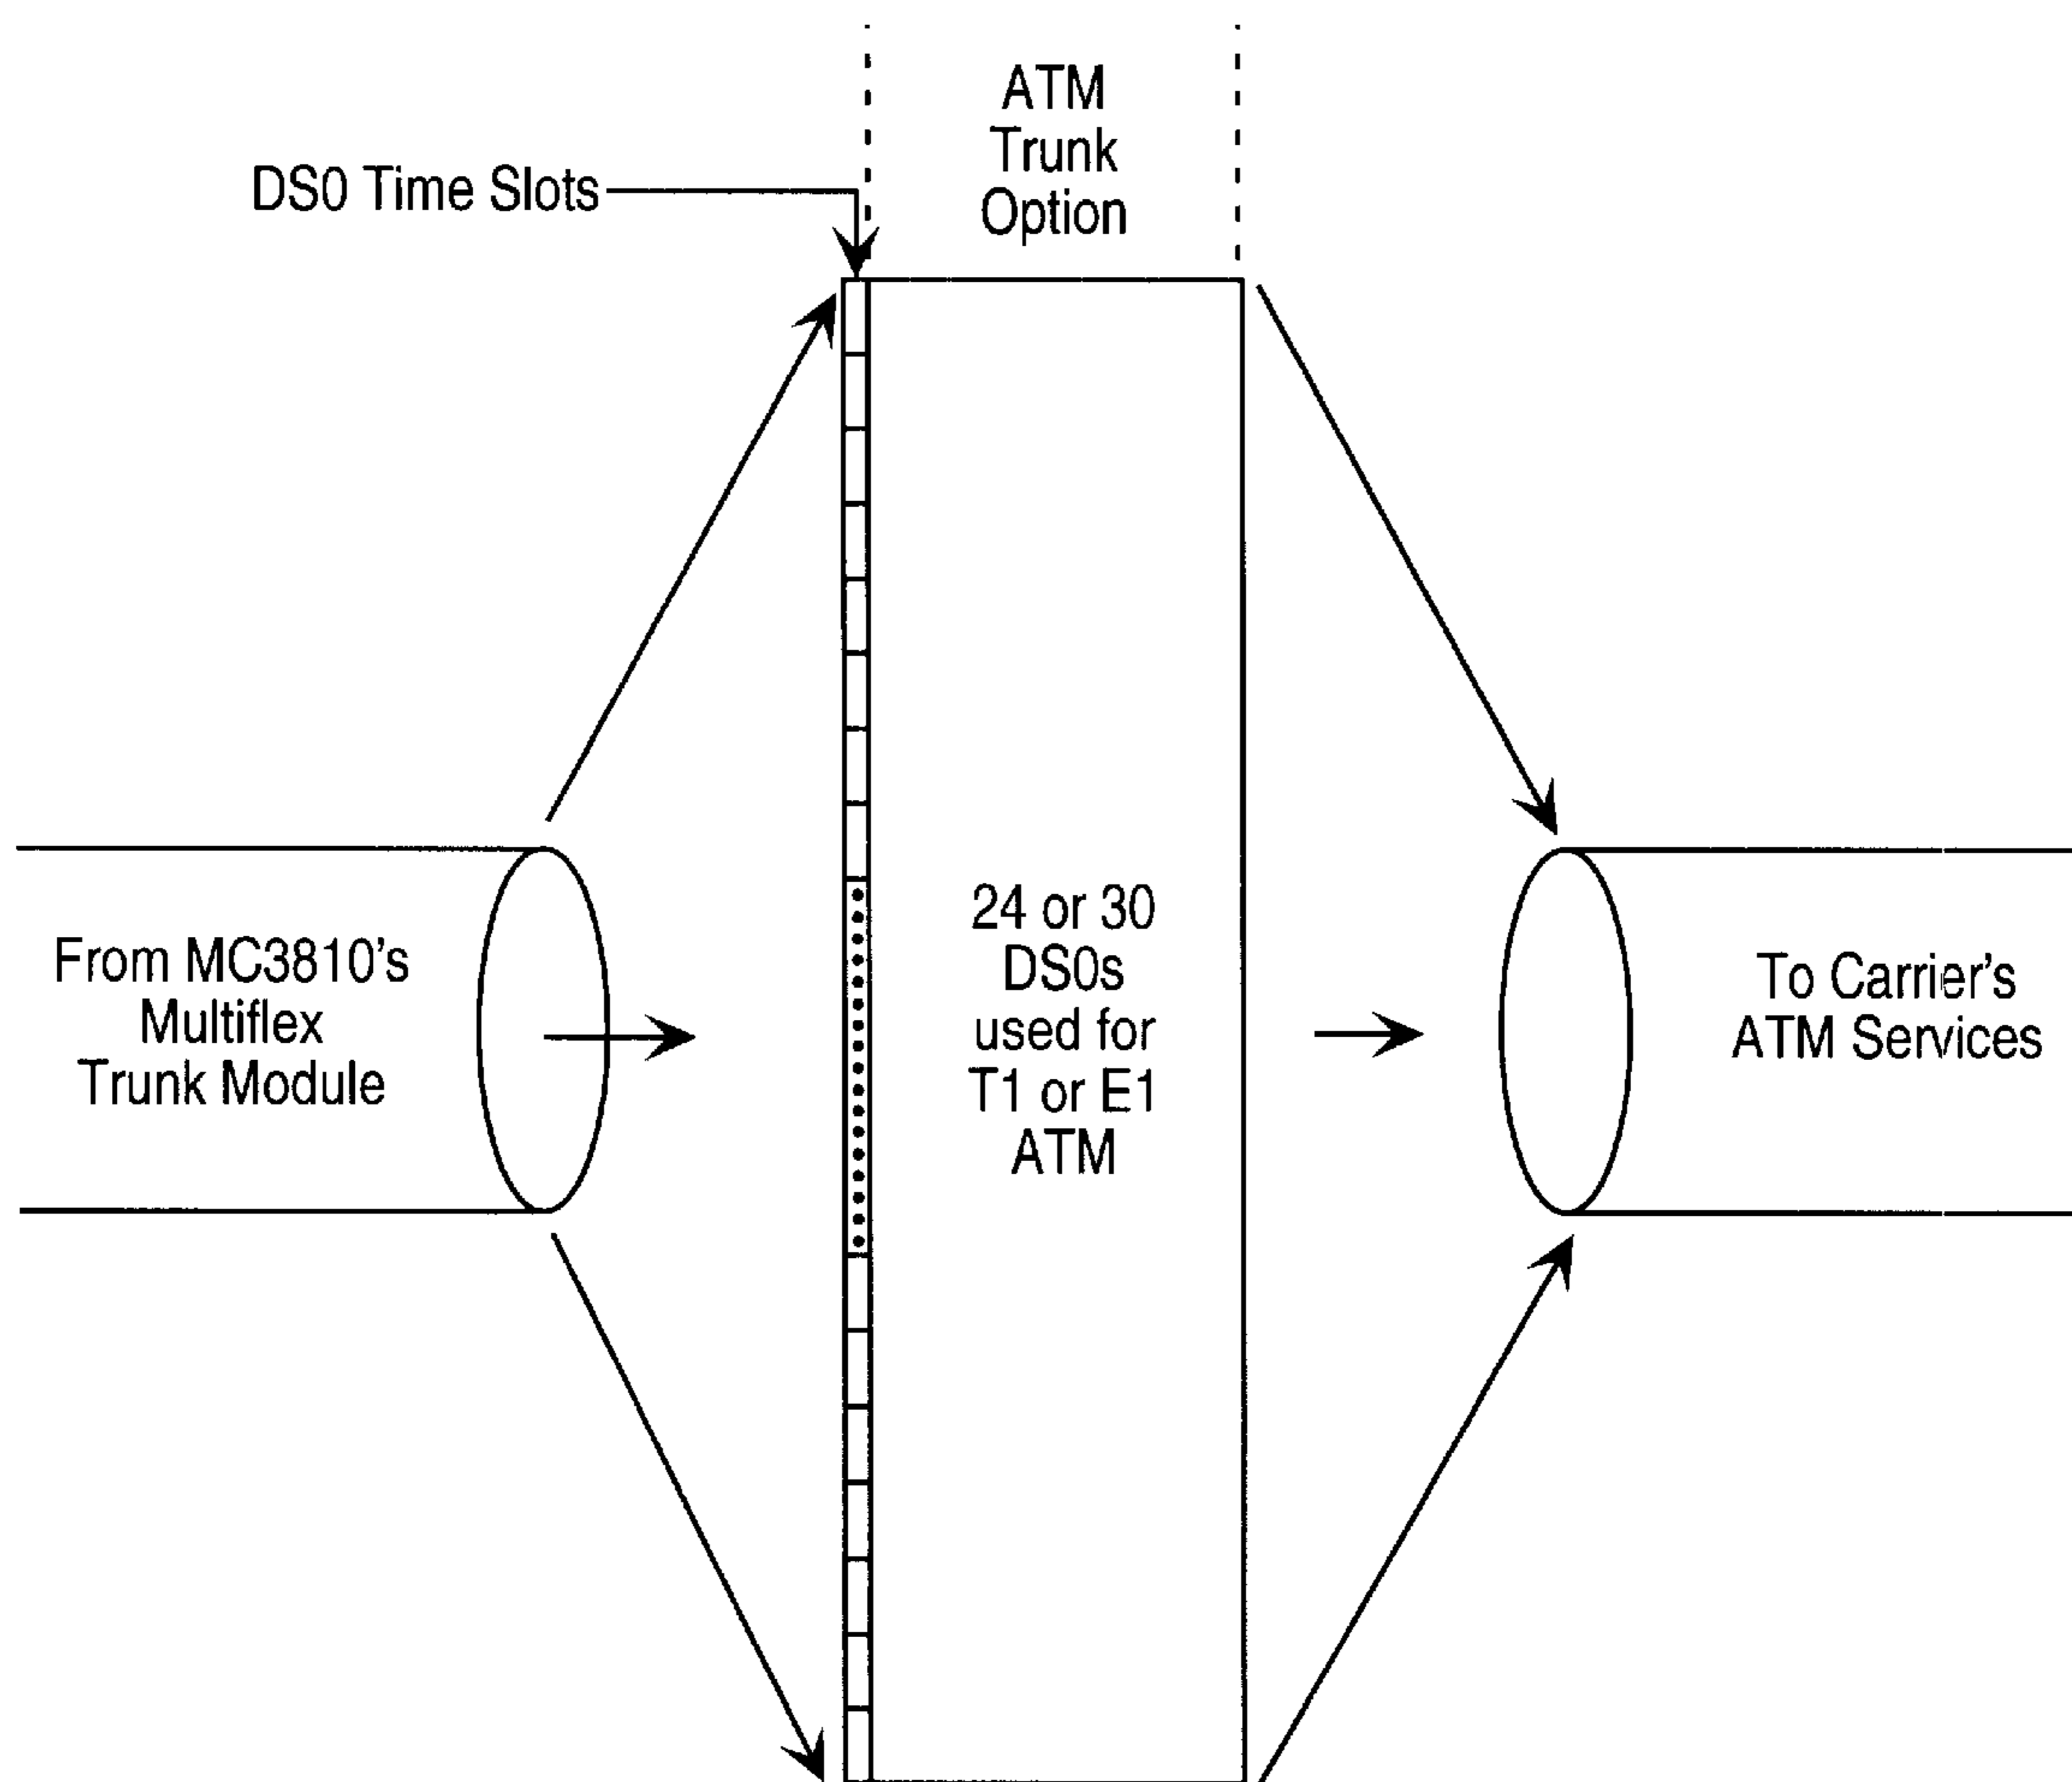 ATM
Trunk
Option
DS0 Time Slots
From MC3810's
Multiflex
Trunk Module
24 or 30
DS0s
used for
T1 or E1
ATM
To Carrier's
ATM Services